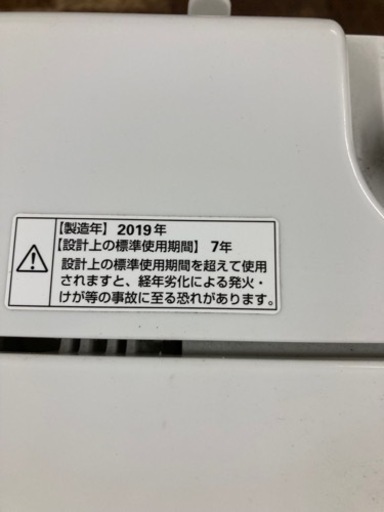 【製造年】2019年
【設計上の標準使用期間】7年
設計上の標準使用期間を超えて使用
されますと、経年劣化による発火・
けが等の事故に至る恐れがあります。